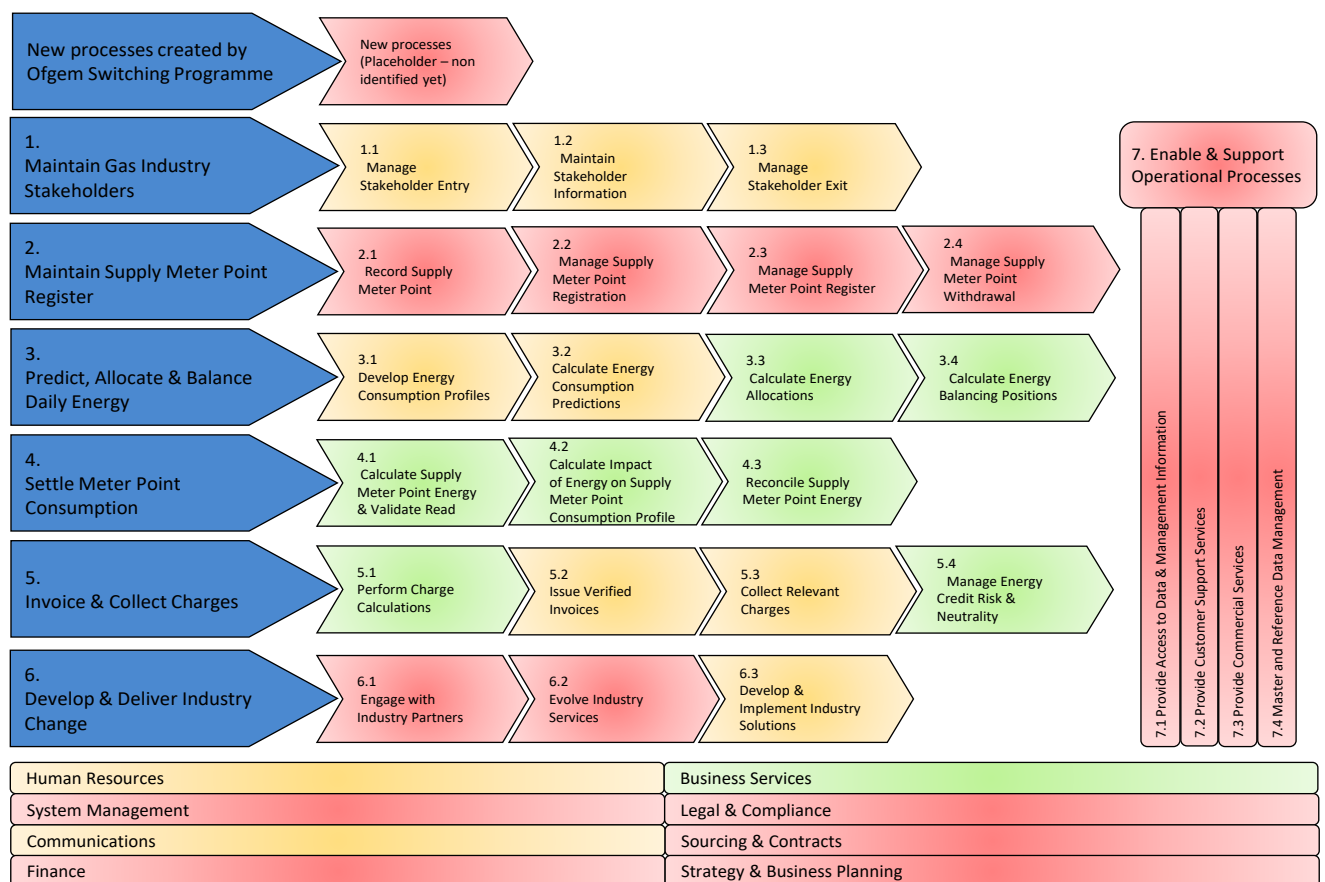 New processes created by
Ofgem Switching Programme
New processes
(Placeholder – non
identified yet)
1.
Maintain Gas Industry
Stakeholders
1.1
Manage
Stakeholder Entry
1.2
Maintain
Stakeholder
Information
1.3
Manage
Stakeholder Exit
7. Enable & Support
Operational Processes
2.
Maintain Supply Meter Point
Register
2.1
Record Supply
Meter Point
2.2
Manage Supply
Meter Point
Registration
2.3
Manage Supply
Meter Point Register
2.4
Manage Supply
Meter Point
Withdrawal
3.
Predict, Allocate & Balance
Daily Energy
3.1
Develop Energy
Consumption Profiles
3.2
Calculate Energy
Consumption
Predictions
3.3
Calculate Energy
Allocations
3.4
Calculate Energy
Balancing Positions
4.
Settle Meter Point
Consumption
4.1
Calculate Supply
Meter Point Energy
& Validate Read
4.2
Calculate Impact
of Energy on Supply
Meter Point
Consumption Profile
4.3
Reconcile Supply
Meter Point Energy
5.
Invoice & Collect Charges
5.1
Perform Charge
Calculations
5.2
Issue Verified
Invoices
5.3
Collect Relevant
Charges
5.4
Manage Energy
Credit Risk &
Neutrality
6.
Develop & Deliver Industry
Change
6.1
Engage with
Industry Partners
6.2
Evolve Industry
Services
6.3
Develop &
Implement Industry
Solutions
7.1 Provide Access to Data & Management Information
7.2 Provide Customer Support Services
7.3 Provide Commercial Services
7.4 Master and Reference Data Management
Human Resources
Business Services
System Management
Legal & Compliance
Communications
Sourcing & Contracts
Finance
Strategy & Business Planning